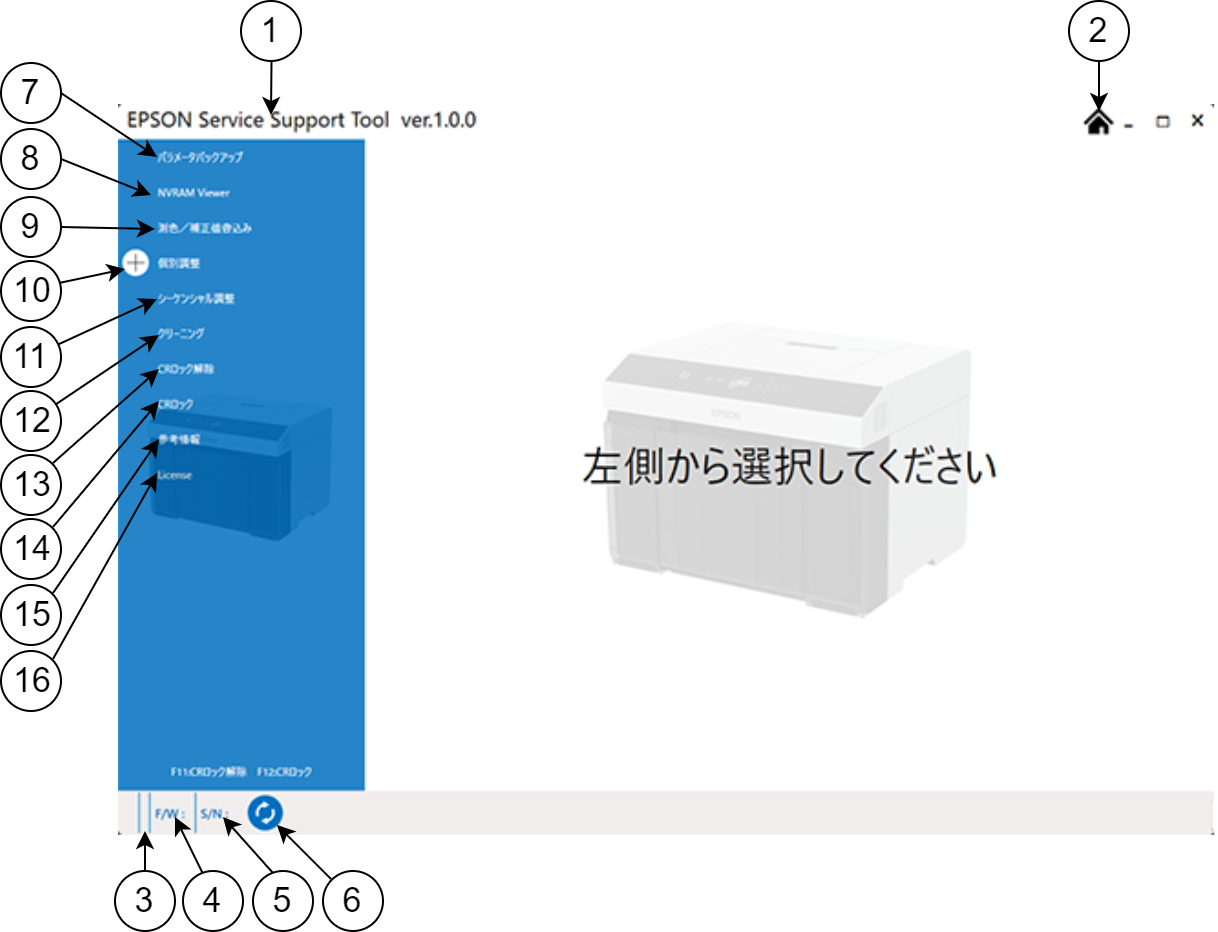 1
2
7
EPSON Service Support Tool ver.1.0.0
パラメータバックアップ
8
NVRAM Viewer
9
測色／補正値書込み
10
個別調整
11
シーケンシャル調整
12
クリーニング
13
CRロック解除
14
CRロック
15
参考情報
16
License
EPSON
左側から選択してください
F11:CRロック解除 F12:CRロック
F/W :
S/N :
3
4
5
6